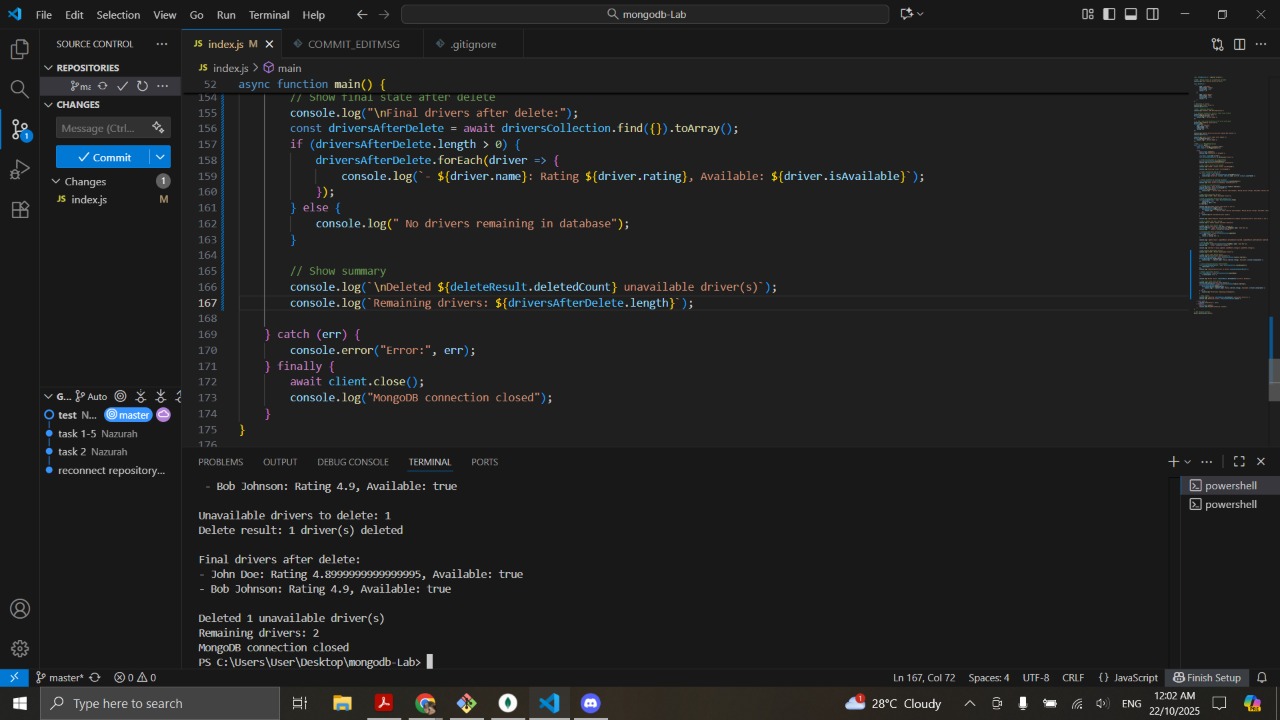 File Edit Selection View Go Run Terminal Help
mongodb-Lab
SOURCE CONTROL
REPOSITORIES
CHANGES
Message (Ctrl...
Commit
Changes 1
index.js M
G... Auto
test N... master
task 1-5 Nazurah
task 2 Nazurah
reconnect repository...
JS index.js M
COMMIT_EDITMSG
.gitignore
JS index.js > main
52 async function main() {
154 // Show final state after delete
155 console.log("\nFinal drivers after delete:");
156 const driversAfterDelete = await driversCollection.find({}).toArray();
157 if (driversAfterDelete.length > 0) {
158 driversAfterDelete.forEach(driver => {
159 console.log(`- ${driver.name}: Rating ${driver.rating}, Available: ${driver.isAvailable}`);
160 });
161 } else {
162 console.log(" No drivers remaining in database");
163 }
164
165 // Show summary
166 console.log(`\nDeleted ${deleteResult.deletedCount} unavailable driver(s)`);
167 console.log(`Remaining drivers: ${driversAfterDelete.length}`);
168
169 } catch (err) {
170 console.error("Error:", err);
171 } finally {
172 await client.close();
173 console.log("MongoDB connection closed");
174 }
175 }
176
PROBLEMS OUTPUT DEBUG CONSOLE TERMINAL PORTS
powershell
powershell
- Bob Johnson: Rating 4.9, Available: true
Unavailable drivers to delete: 1
Delete result: 1 driver(s) deleted
Final drivers after delete:
- John Doe: Rating 4.8999999999999995, Available: true
- Bob Johnson: Rating 4.9, Available: true
Deleted 1 unavailable driver(s)
Remaining drivers: 2
MongoDB connection closed
PS C:\Users\User\Desktop\mongodb-Lab>
master* 0 0
Ln 167, Col 72 Spaces: 4 UTF-8 CRLF {} JavaScript Finish Setup
Type here to search
28°C Cloudy
ENG
12:02 AM
22/10/2025